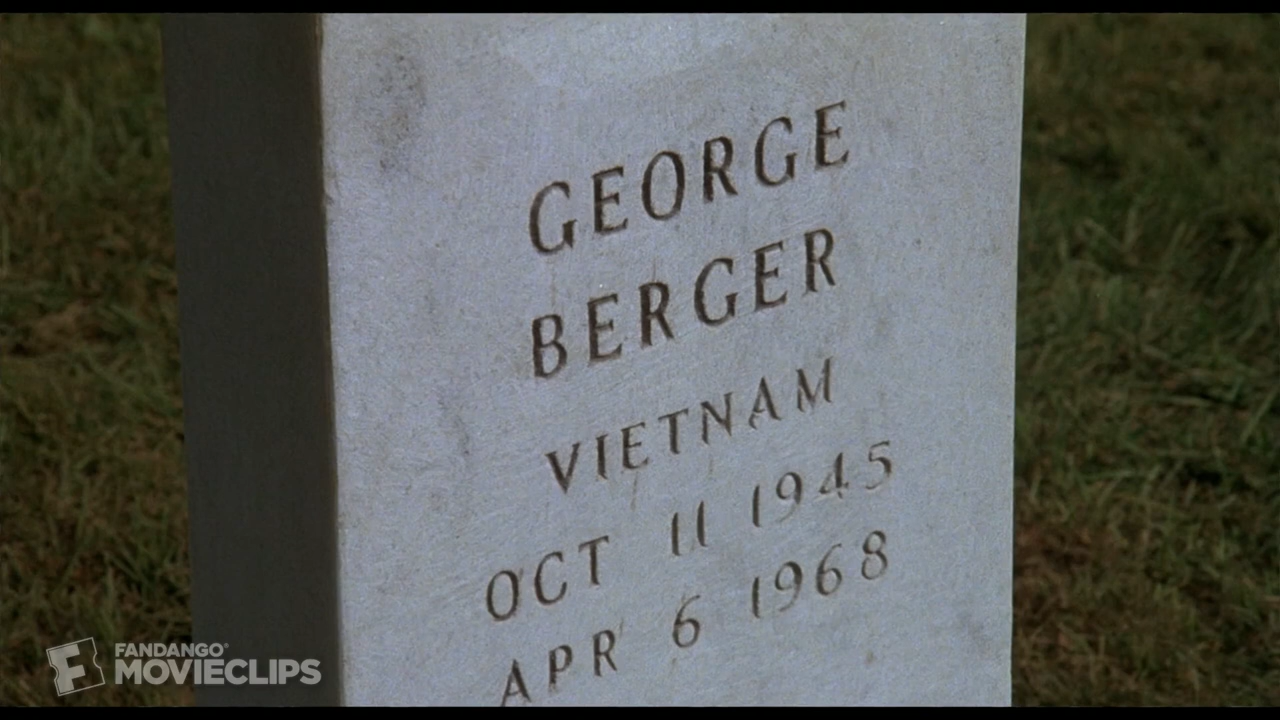 GEORGE
BERGER
VIETNAM
OCT 11 1945
APR 6 1968
FANDANGO®
MOVIECLIPS